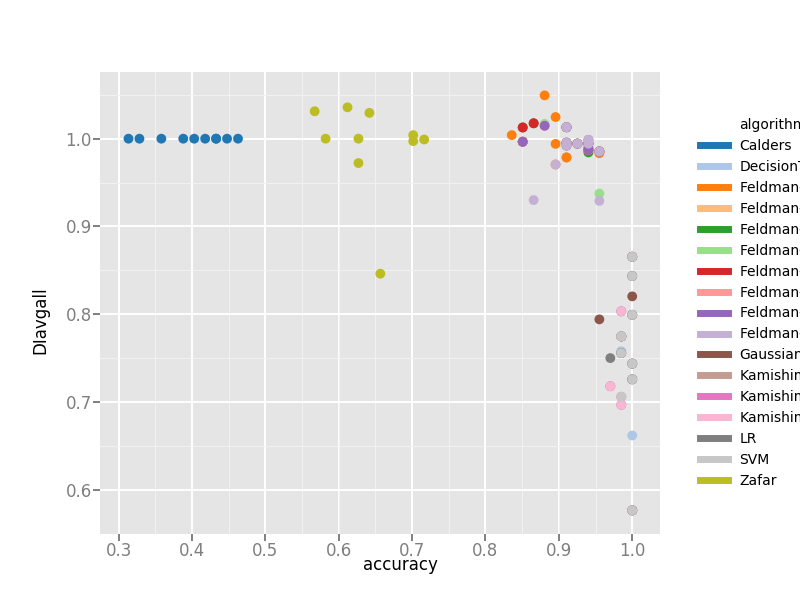 1.0
0.9
0.8
0.7
0.6
DIavgall
0.3 0.4 0.5 0.6 0.7 0.8 0.9 1.0
accuracy
algorithm
Calders
Decision
Feldman-
Feldman-
Feldman-
Feldman-
Feldman-
Feldman-
Feldman-
Feldman-
Gaussian
Kamishin
Kamishin
Kamishin
LR
SVM
Zafar